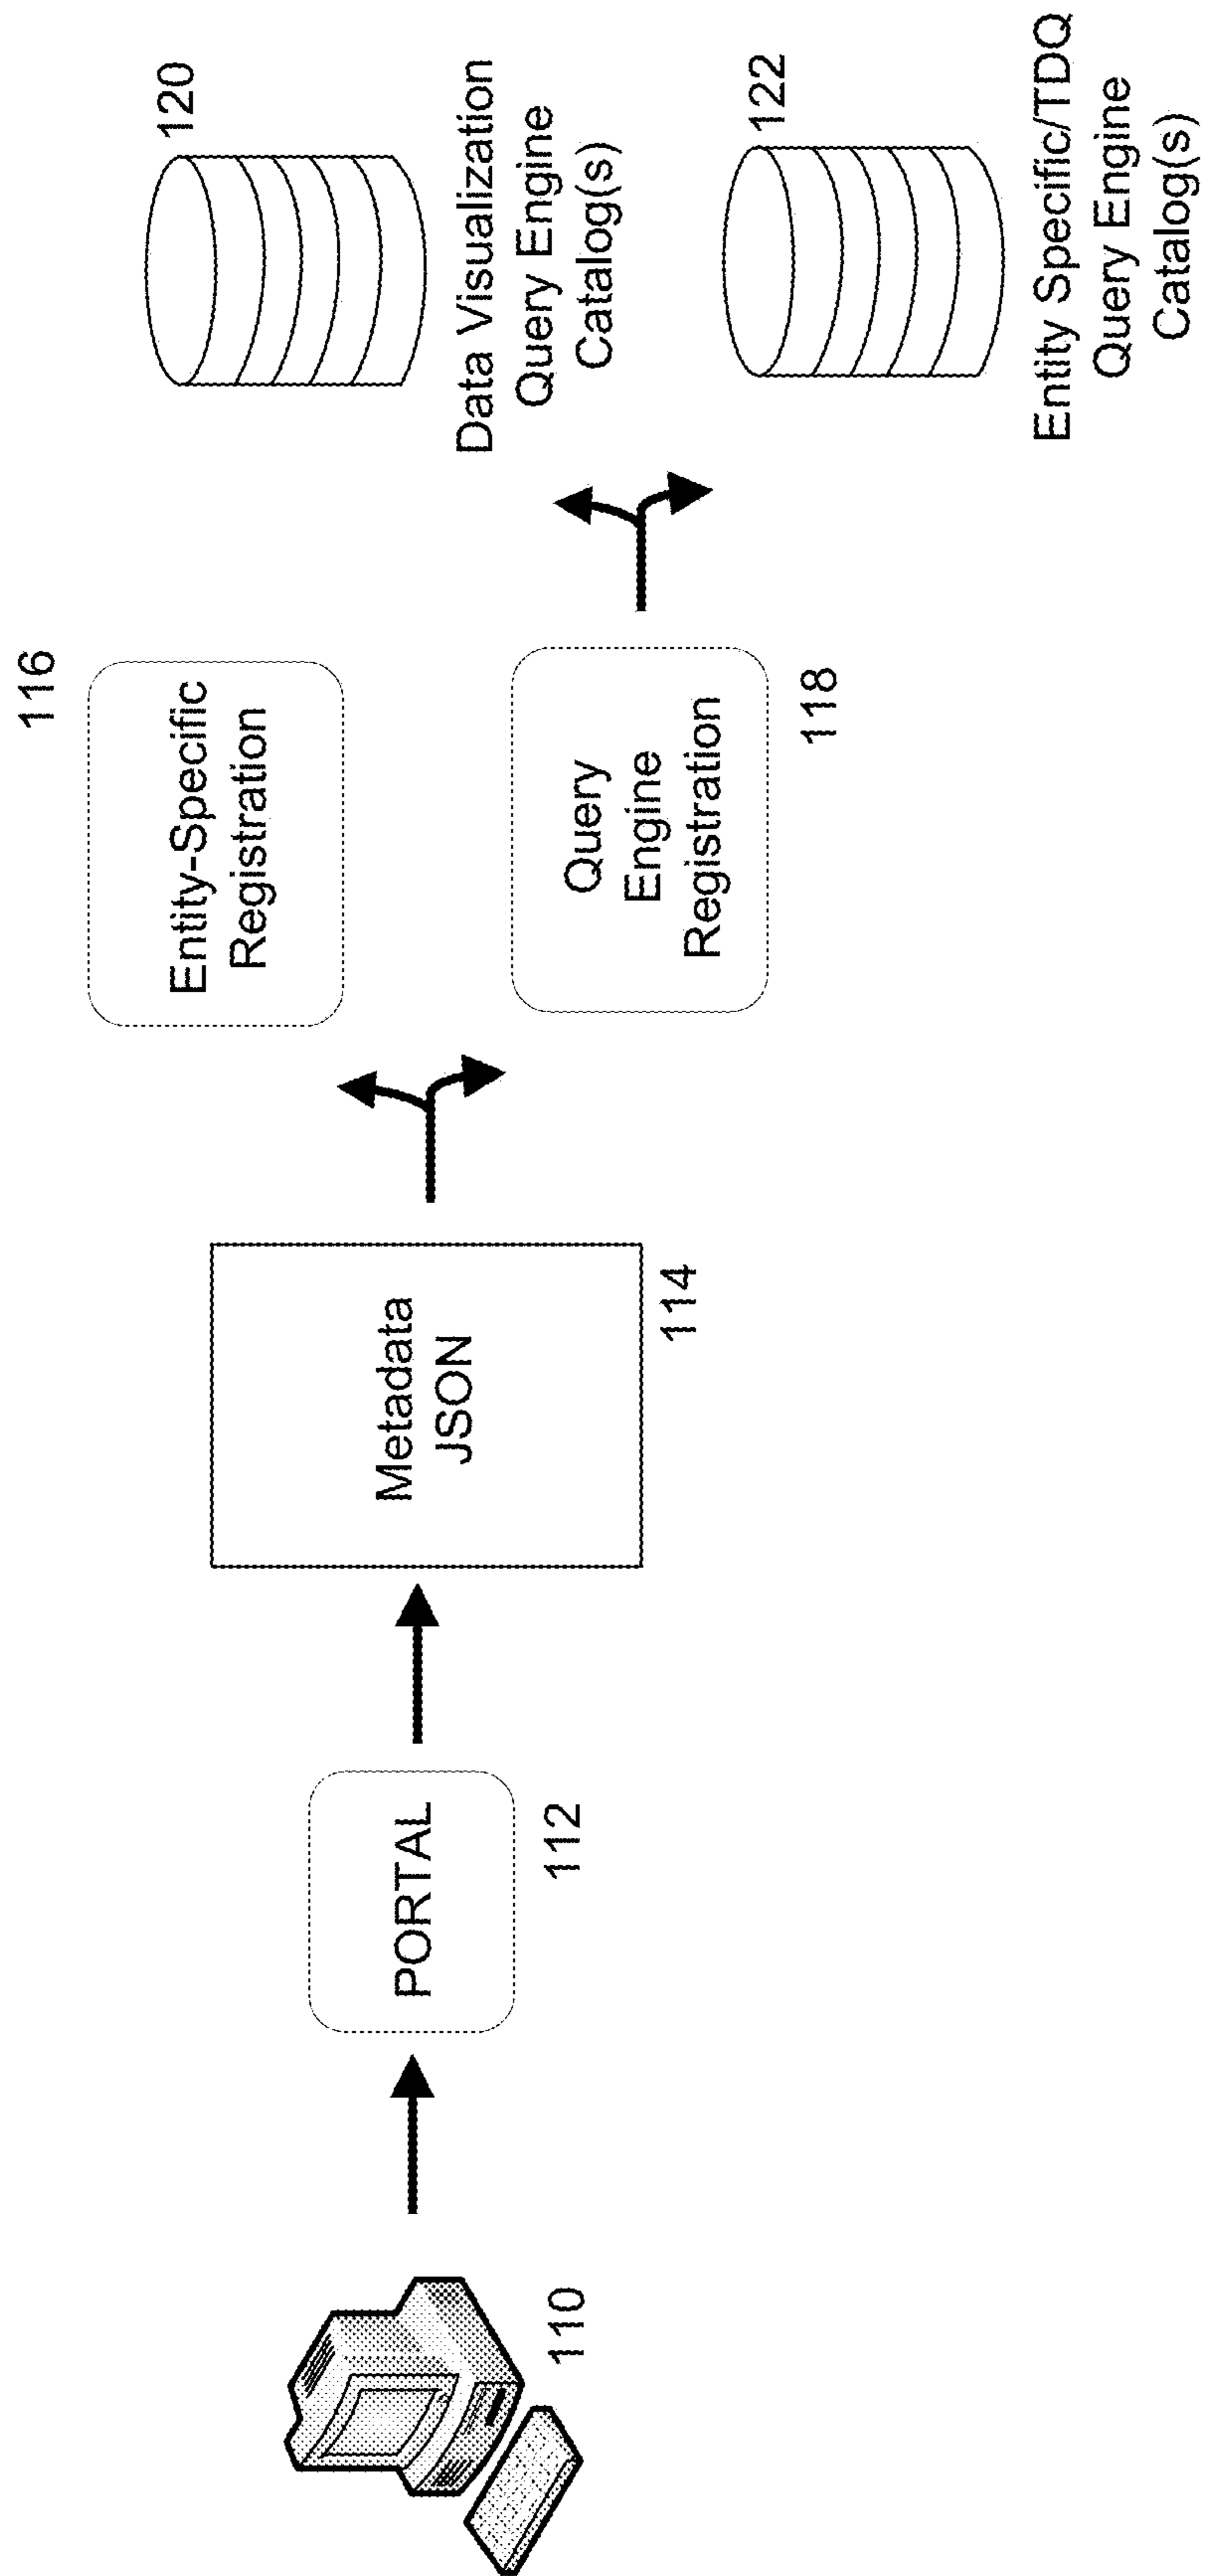 110
PORTAL
112
Metadata
JSON
114
116
Entity-Specific
Registration
Query
Engine
Registration
118
120
Data Visualization
Query Engine
Catalog(s)
122
Entity Specific/TDQ
Query Engine
Catalog(s)